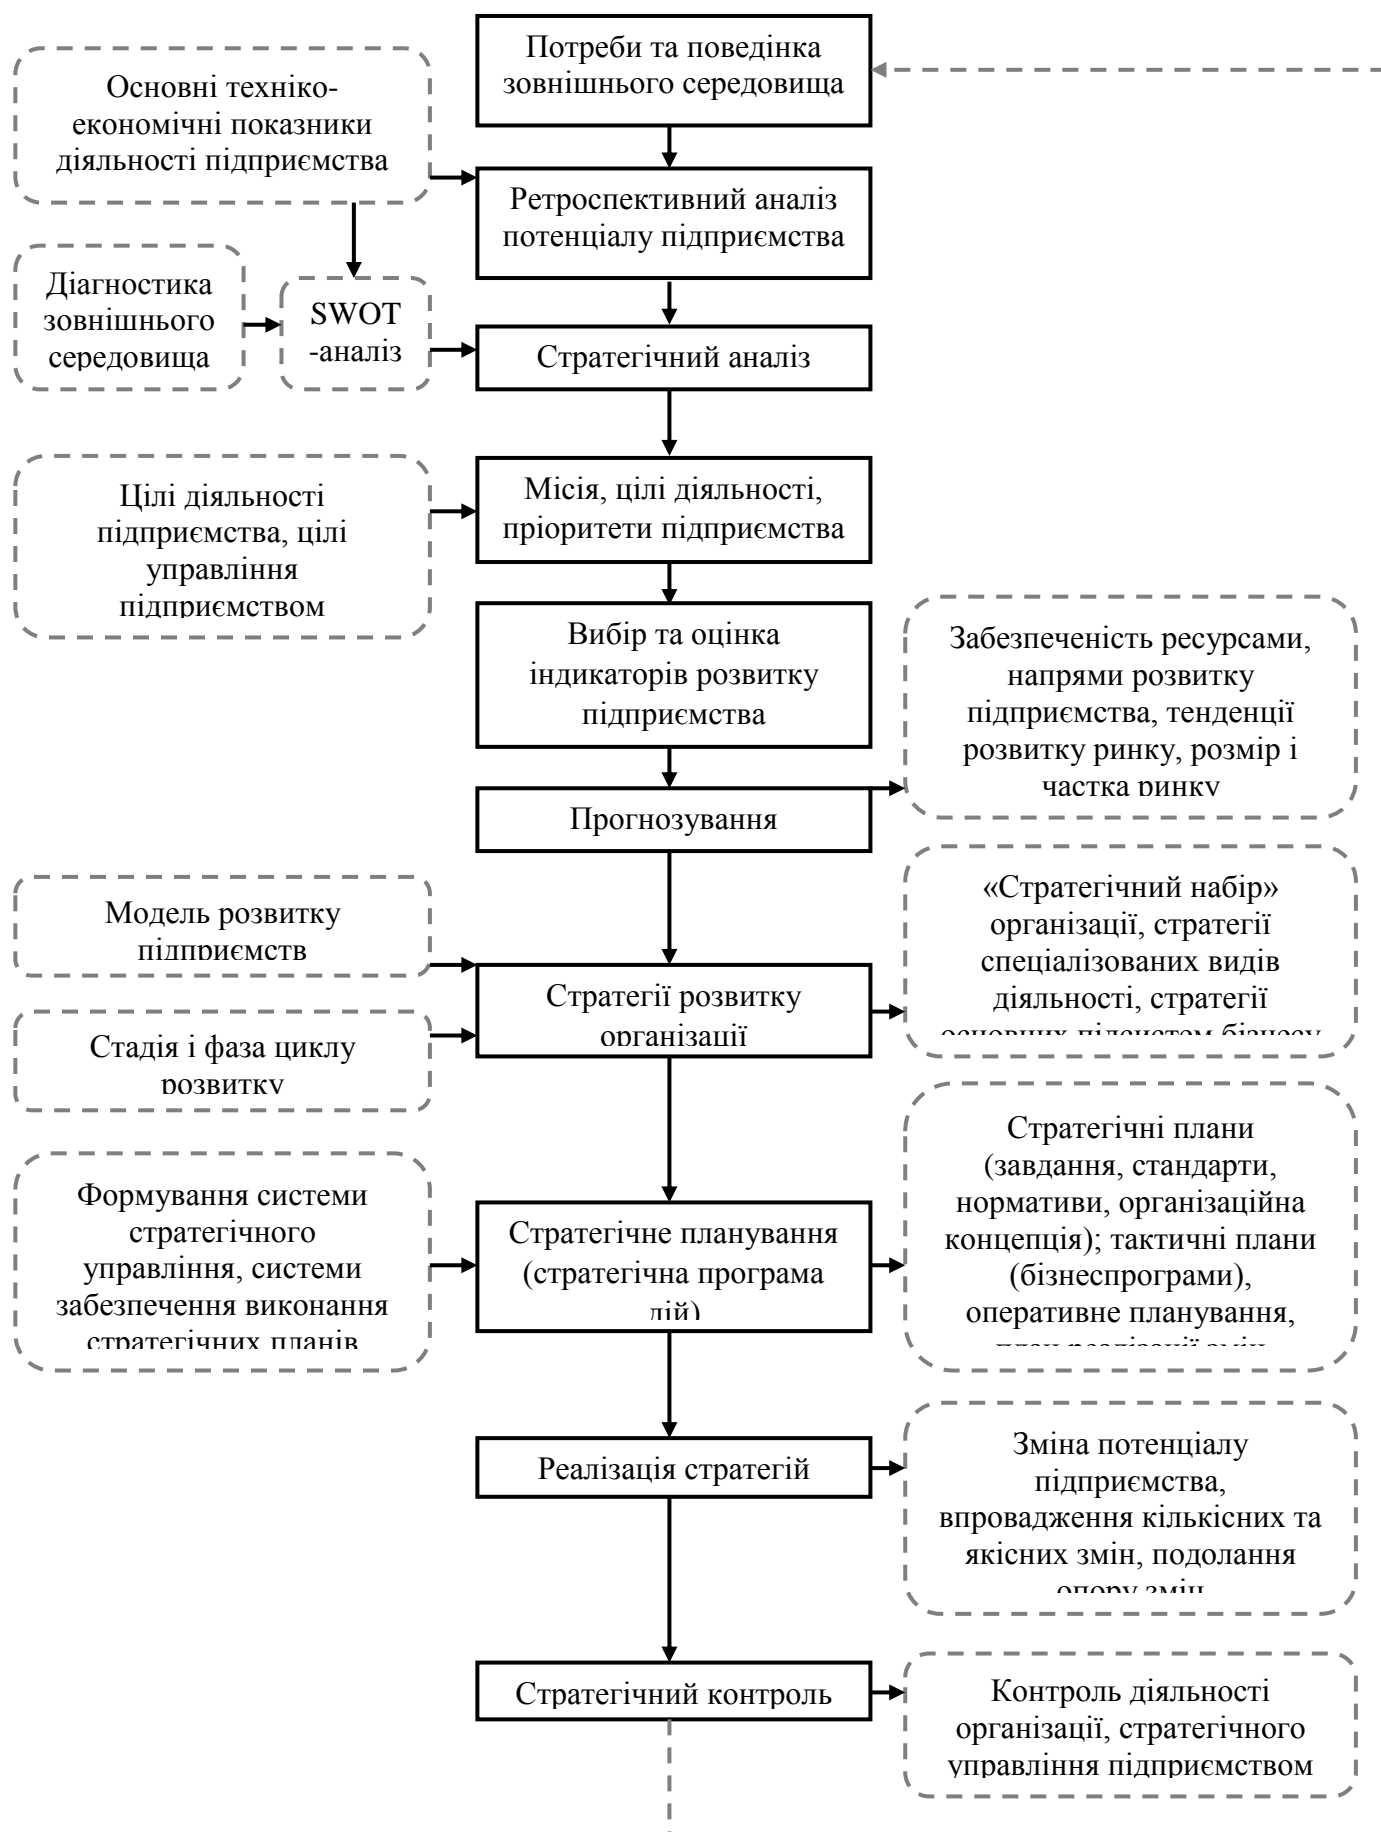 Потреби та поведінка
зовнішнього середовища
Основні техніко-
економічні показники
діяльності підприємства
Ретроспективний аналіз
потенціалу підприємства
Діагностика
зовнішнього
середовища
SWOT
-аналіз
Стратегічний аналіз
Цілі діяльності
підприємства, цілі
управління
підприємством
Місія, цілі діяльності,
пріоритети підприємства
Вибір та оцінка
індикаторів розвитку
підприємства
Забезпеченість ресурсами,
напрями розвитку
підприємства, тенденції
розвитку ринку, розмір і
частка ринку
Прогнозування
Модель розвитку
підприємств
«Стратегічний набір»
організації, стратегії
спеціалізованих видів
діяльності, стратегії
основних підсистем бізнесу
Стратегії розвитку
організації
Стадія і фаза циклу
розвитку
Стратегічні плани
(завдання, стандарти,
нормативи, організаційна
концепція); тактичні плани
(бізнеспрограми),
оперативне планування,
план реалізації змін
Формування системи
стратегічного
управління, системи
забезпечення виконання
стратегічних планів
Стратегічне планування
(стратегічна програма
дій)
Реалізація стратегій
Зміна потенціалу
підприємства,
впровадження кількісних та
якісних змін, подолання
опору змін
Стратегічний контроль
Контроль діяльності
організації, стратегічного
управління підприємством